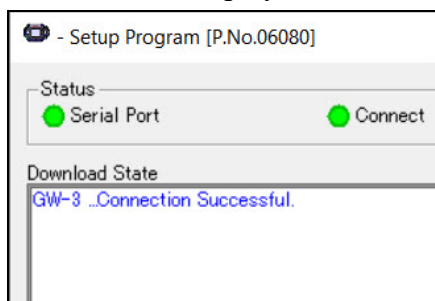 - Setup Program [P.No.06080]
Status
Serial Port Connect
Download State
GW-3 ...Connection Successful.